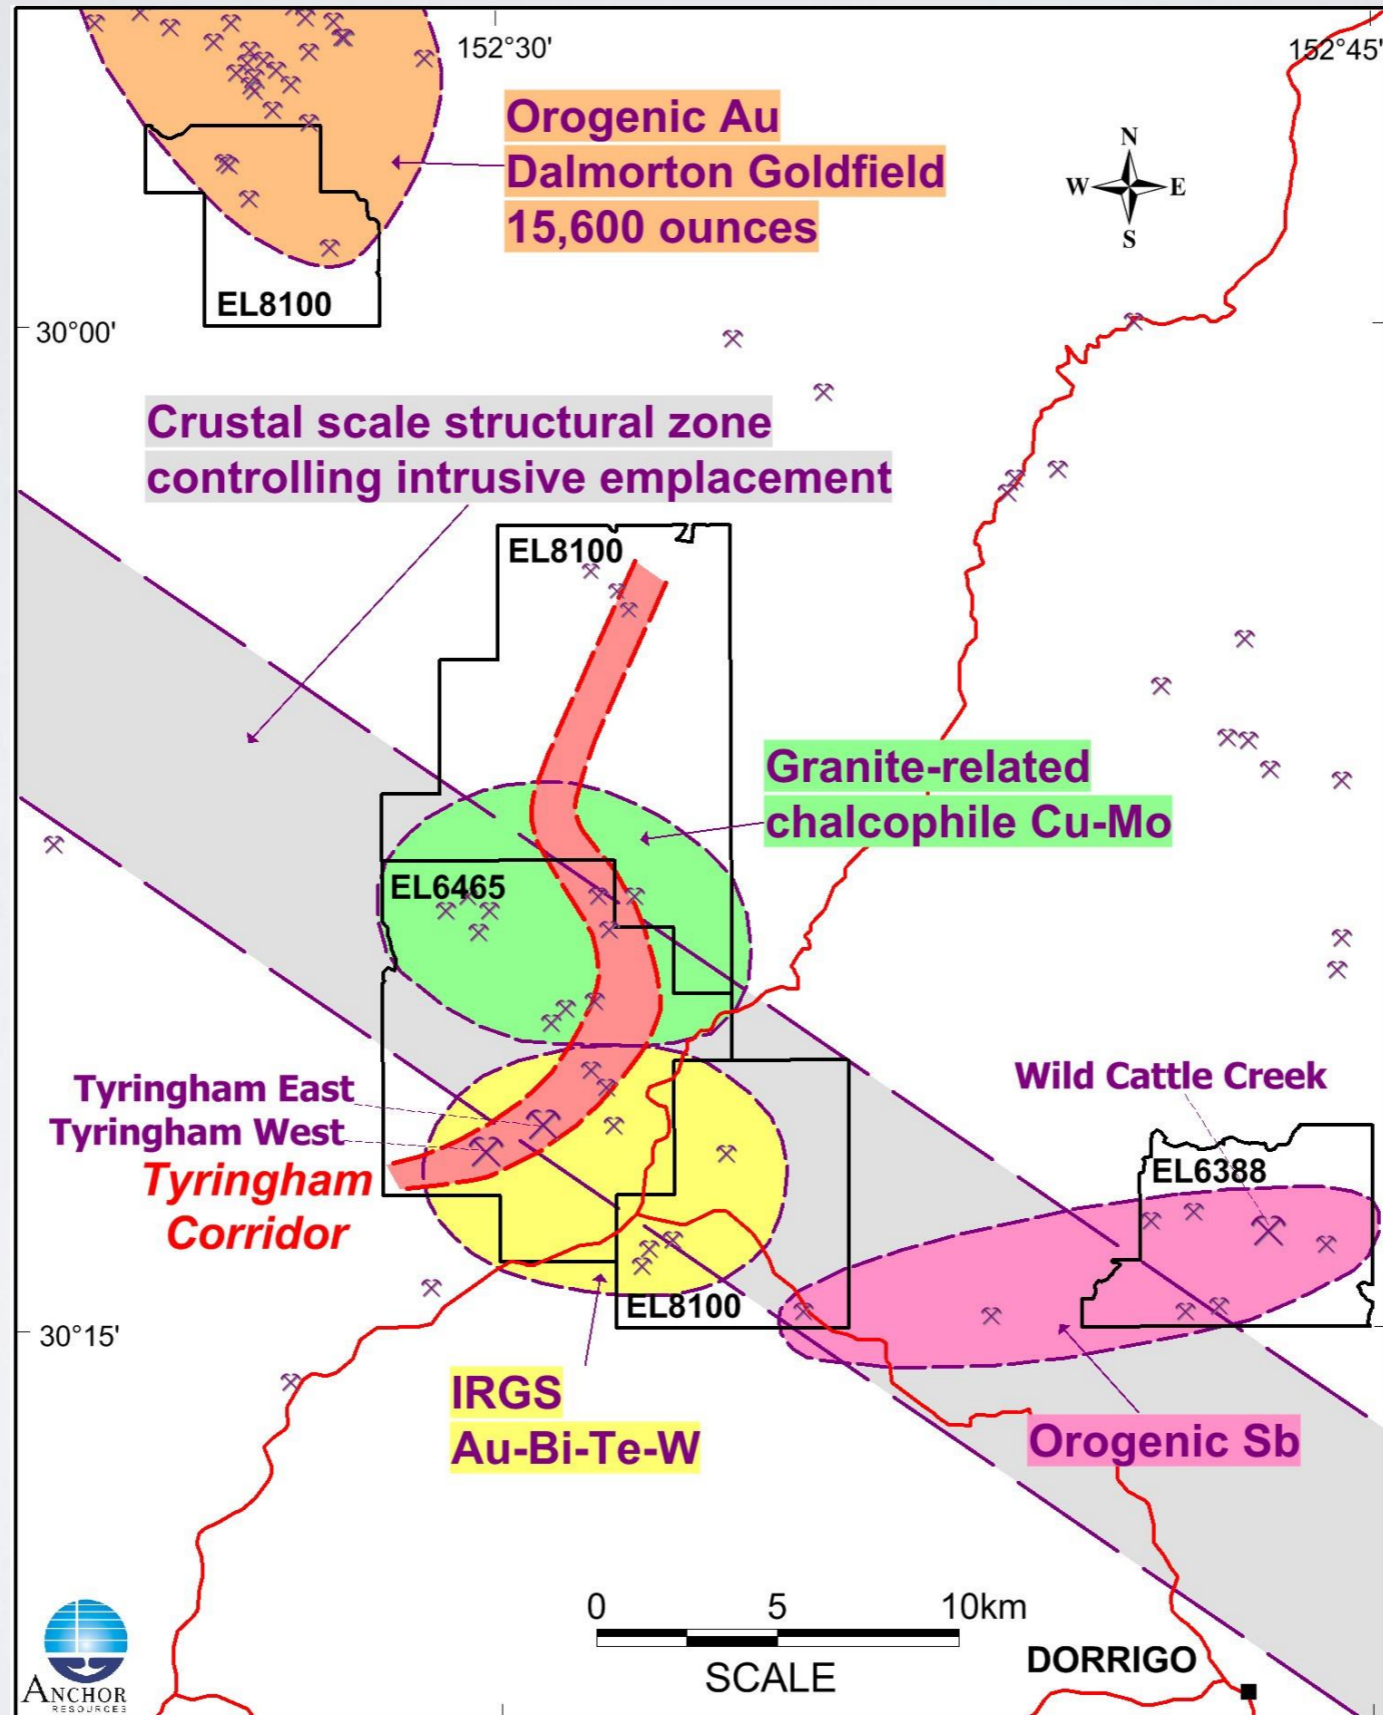 152°30'
152°45'
Orogenic Au
Dalmorton Goldfield
15,600 ounces
N
W
E
S
EL8100
30°00'
Crustal scale structural zone
controlling intrusive emplacement
EL8100
Granite-related
chalcophile Cu-Mo
EL6465
Tyringham East
Tyringham West
Tyringham
Corridor
Wild Cattle Creek
EL6388
EL8100
30°15'
IRGS
Au-Bi-Te-W
Orogenic Sb
0 5 10km
SCALE
DORRIGO
ANCHOR
RESOURCES